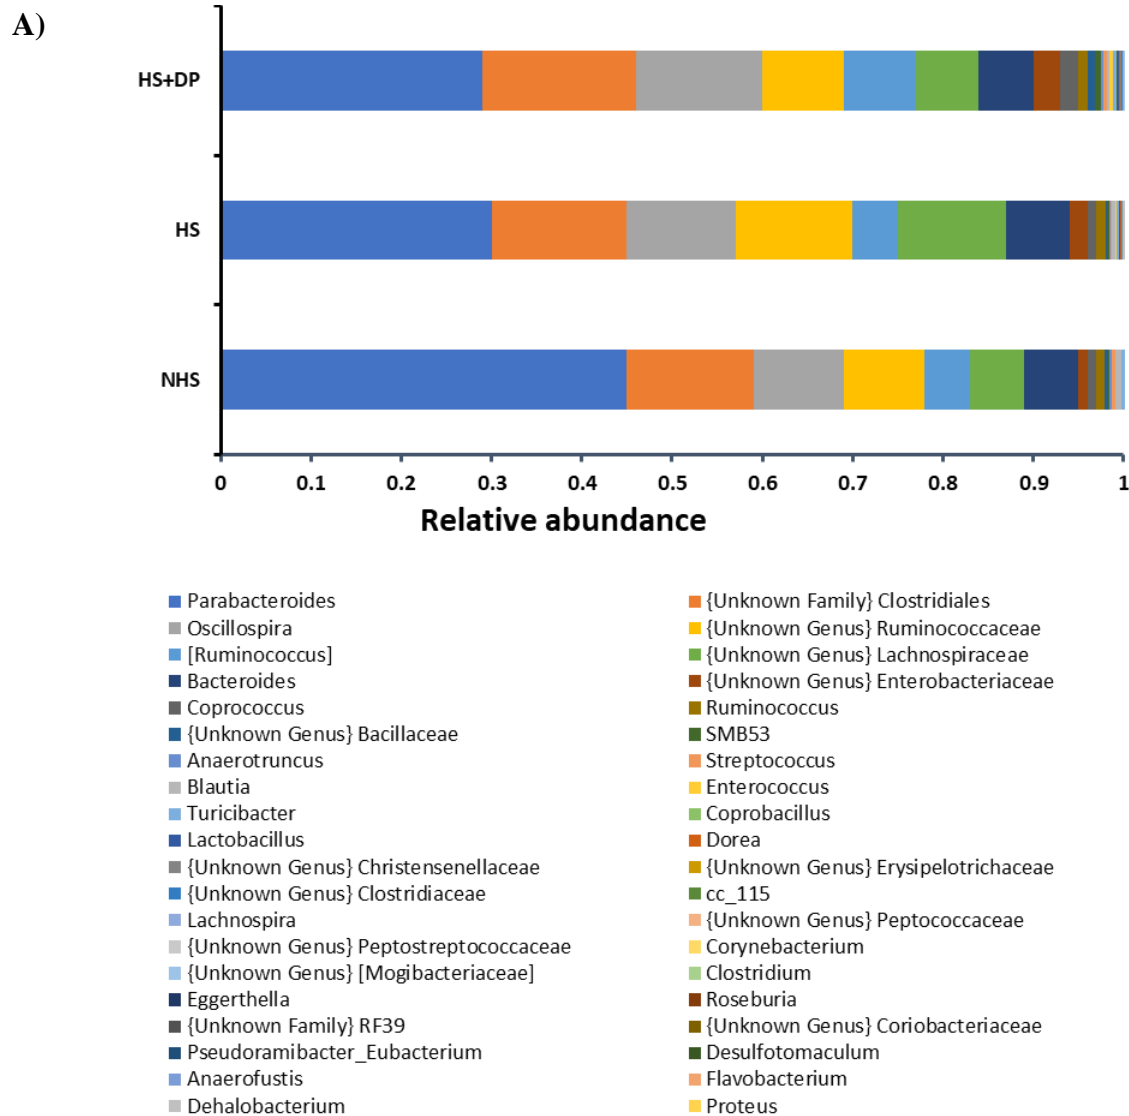 A)
HS+DP
HS
NHS
0 0.1 0.2 0.3 0.4 0.5 0.6 0.7 0.8 0.9 1
Relative abundance
Parabacteroides {Unknown Family} Clostridiales
Oscillospira {Unknown Genus} Ruminococcaceae
[Ruminococcus] {Unknown Genus} Lachnospiraceae
Bacteroides {Unknown Genus} Enterobacteriaceae
Coprococcus Ruminococcus
{Unknown Genus} Bacillaceae SMB53
Anaerotruncus Streptococcus
Blautia Enterococcus
Turicibacter Coprobacillus
Lactobacillus Dorea
{Unknown Genus} Christensenellaceae {Unknown Genus} Erysipelotrichaceae
{Unknown Genus} Clostridiaceae cc_115
Lachnospira {Unknown Genus} Peptococcaceae
{Unknown Genus} Peptostreptococcaceae Corynebacterium
{Unknown Genus} [Mogibacteriaceae] Clostridium
Eggerthella Roseburia
{Unknown Family} RF39 {Unknown Genus} Coriobacteriaceae
Pseudoramibacter_Eubacterium Desulfotomaculum
Anaerofustis Flavobacterium
Dehalobacterium Proteus